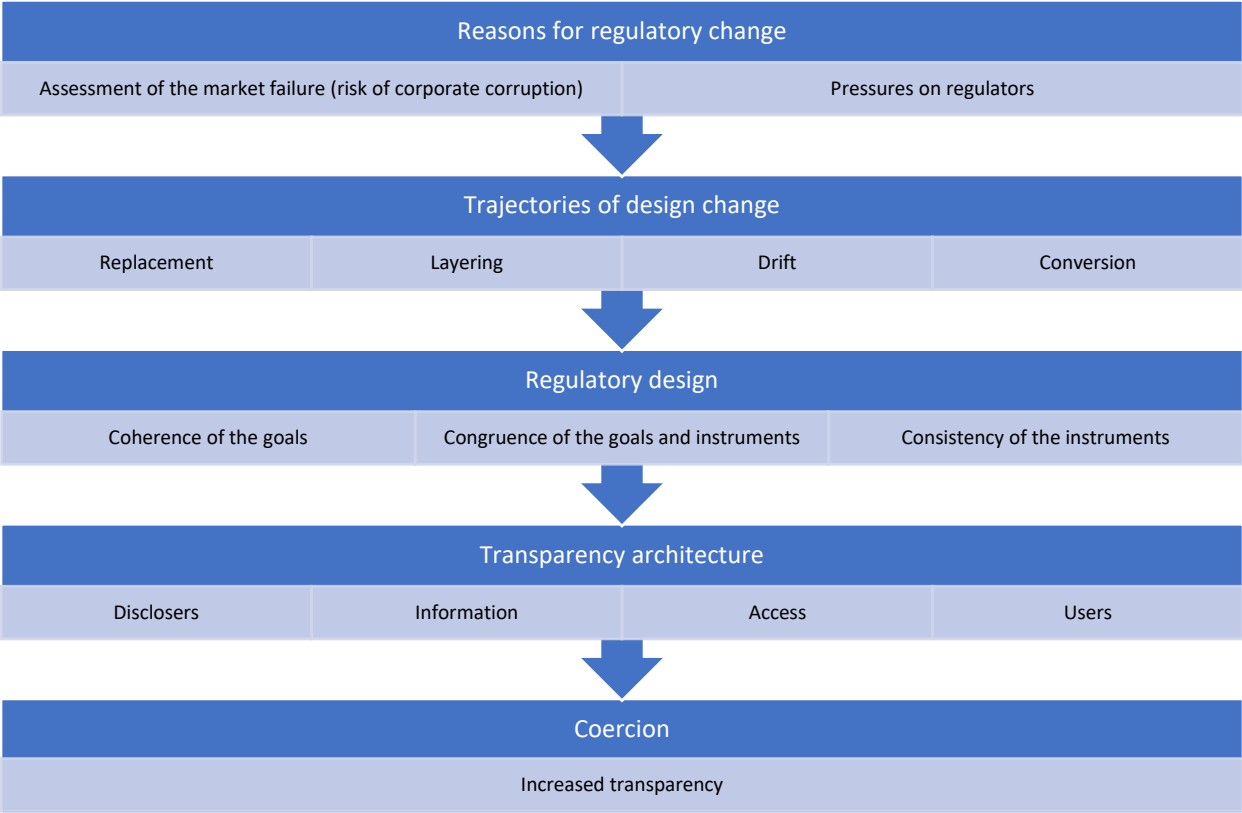 Reasons for regulatory change
Assessment of the market failure (risk of corporate corruption)
Pressures on regulators
Trajectories of design change
Replacement
Layering
Drift
Conversion
Regulatory design
Coherence of the goals
Congruence of the goals and instruments
Consistency of the instruments
Transparency architecture
Disclosers
Information
Access
Users
Coercion
Increased transparency